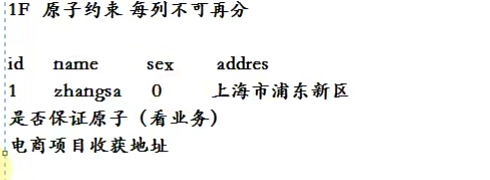 1F 原子约束 每列不可再分
id name sex addres
1 zhangsa 0 上海市浦东新区
是否保证原子（看业务）
电商项目收获地址